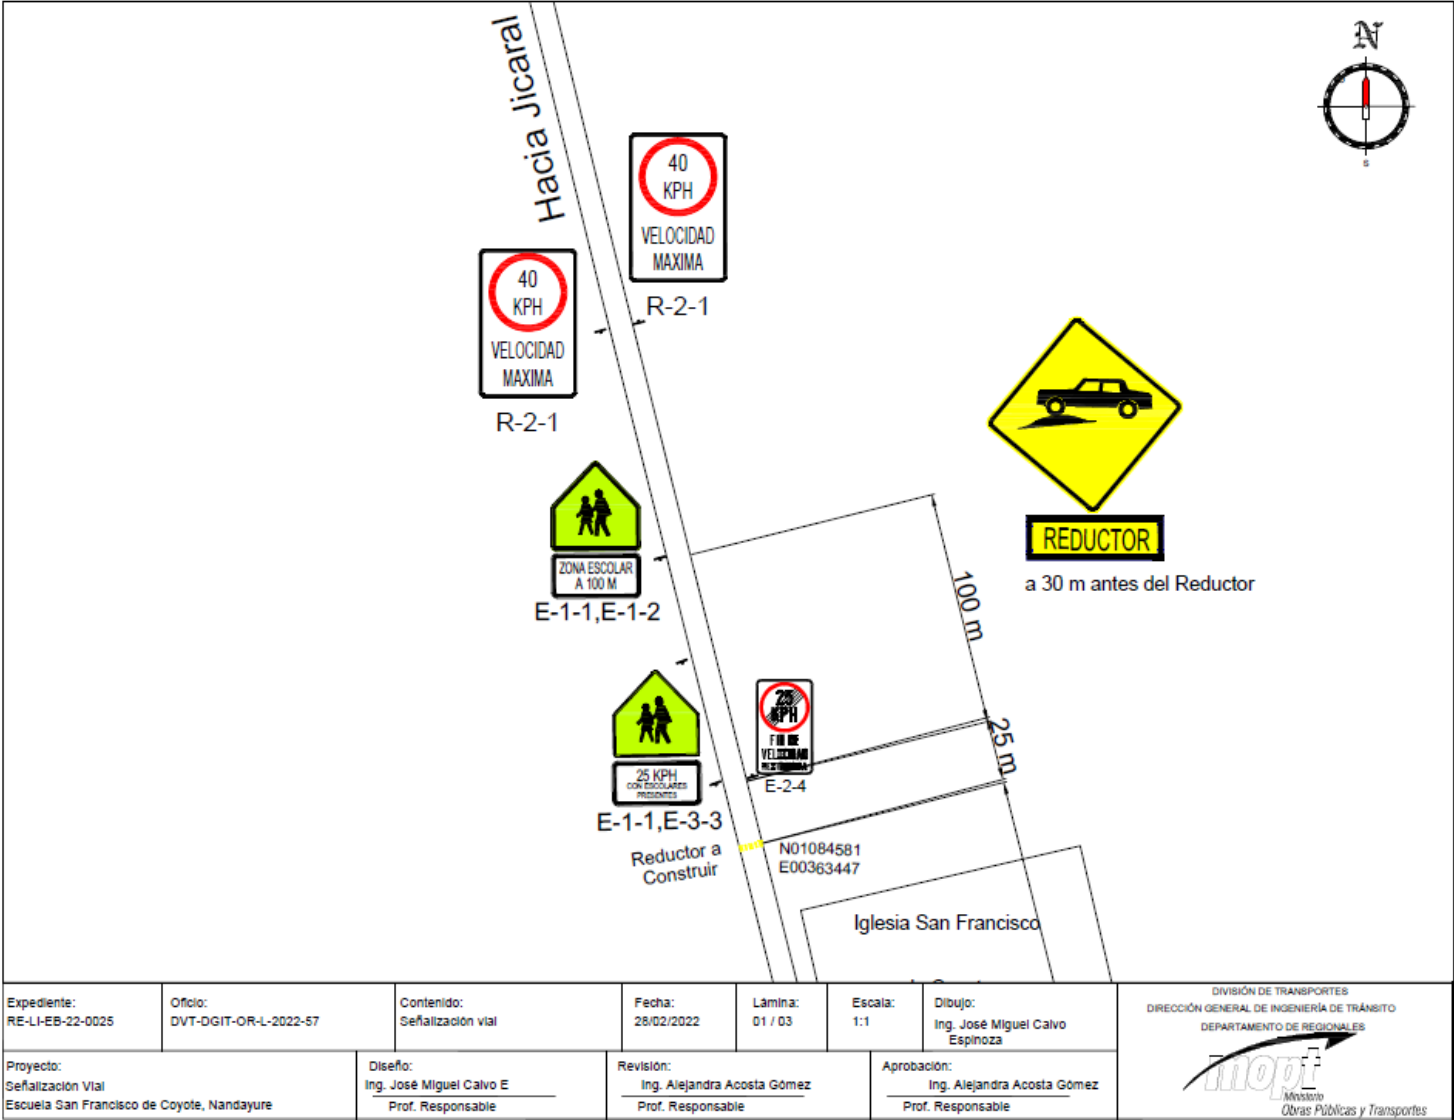 Hacia Jicaral
N
S
40
KPH
VELOCIDAD
MAXIMA
R-2-1
40
KPH
VELOCIDAD
MAXIMA
R-2-1
REDUCTOR
a 30 m antes del Reductor
ZONA ESCOLAR
A 100 M
E-1-1,E-1-2
100 m
25 m
25
KPH
FIN DE
VELOCIDAD
E-2-4
25 KPH
CON ESCOLARES
PRESENTES
E-1-1,E-3-3
Reductor a
Construir
N01084581
E00363447
Iglesia San Francisco
Expediente:
RE-LI-EB-22-0025
Oficio:
DVT-DGIT-OR-L-2022-57
Contenido:
Señalización vial
Fecha:
28/02/2022
Lámina:
01 / 03
Escala:
1:1
Dibujo:
Ing. José Miguel Calvo
Espinoza
DIVISIÓN DE TRANSPORTES
DIRECCIÓN GENERAL DE INGENIERÍA DE TRÁNSITO
DEPARTAMENTO DE REGIONALES
Proyecto:
Señalización Vial
Escuela San Francisco de Coyote, Nandayure
Diseño:
Ing. José Miguel Calvo E
Prof. Responsable
Revisión:
Ing. Alejandra Acosta Gómez
Prof. Responsable
Aprobación:
Ing. Alejandra Acosta Gómez
Prof. Responsable
mopt
Ministerio
Obras Públicas y Transportes